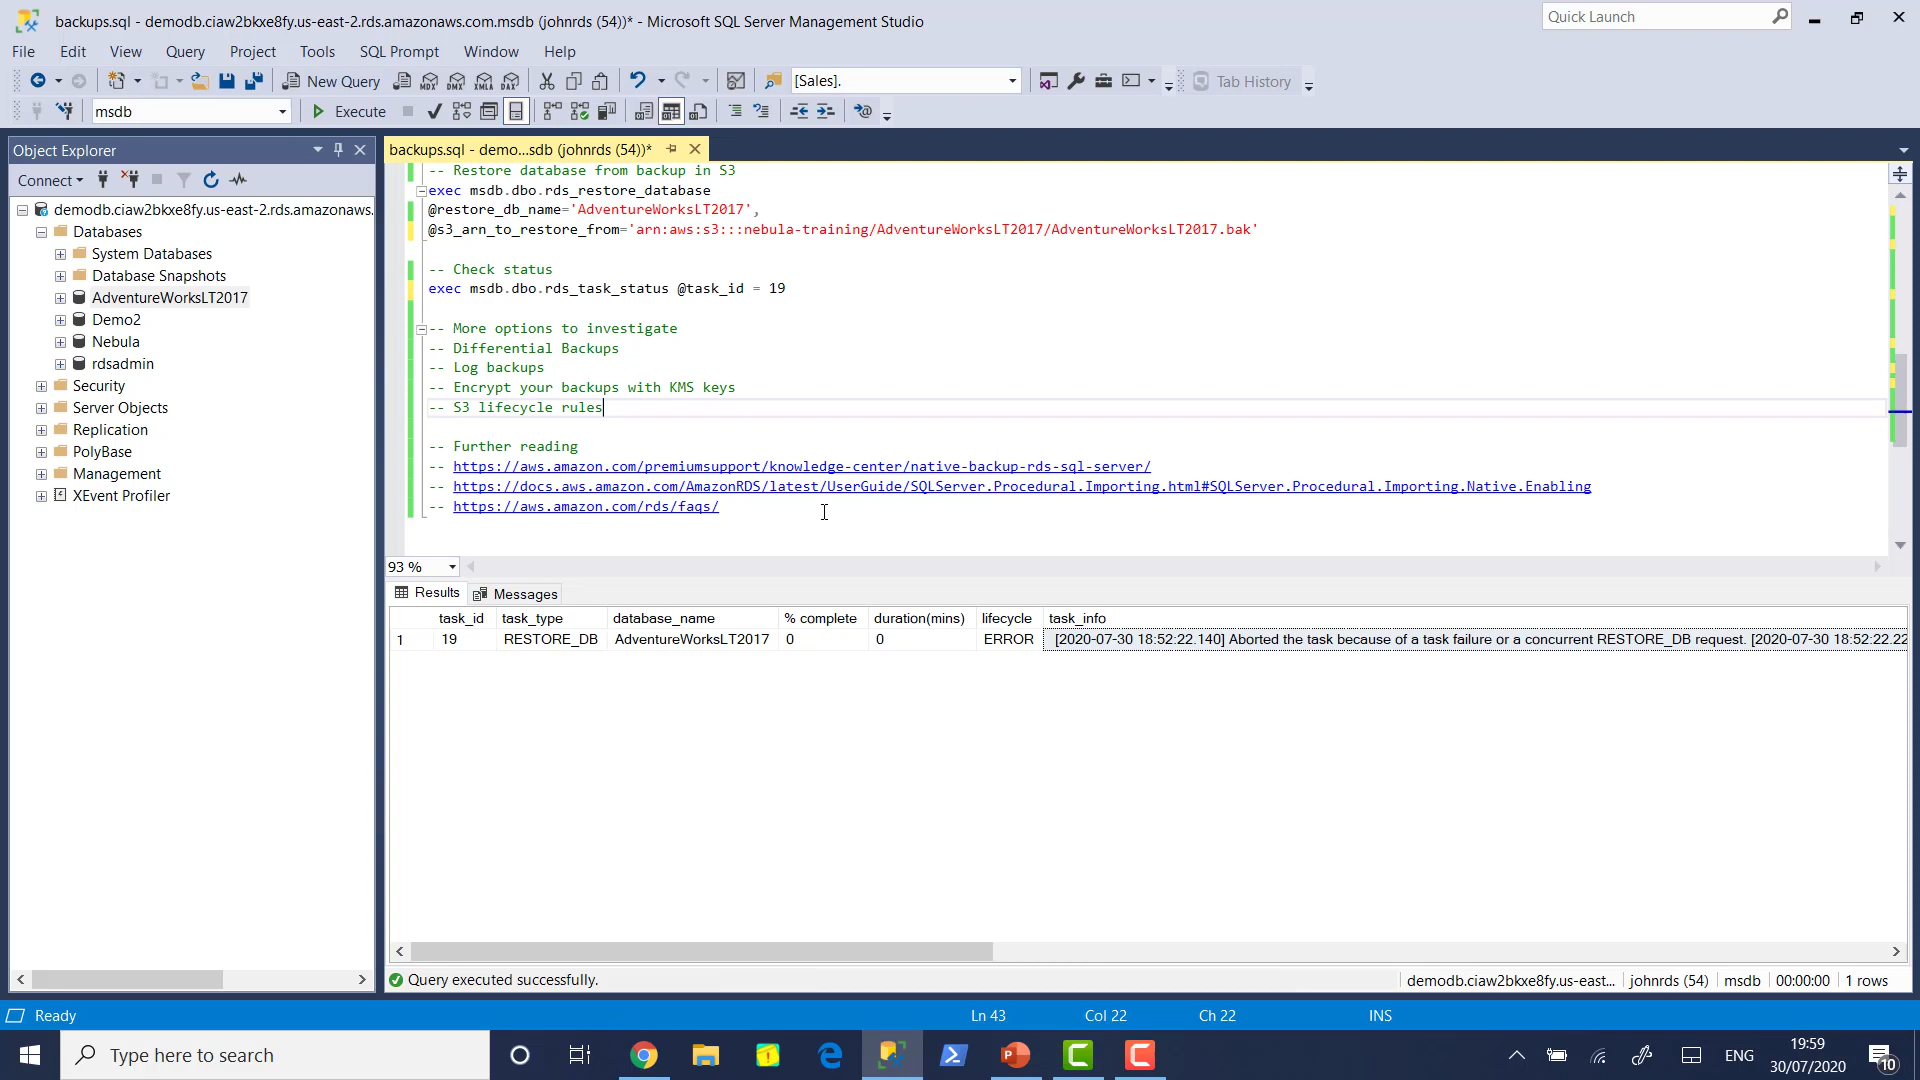 backups.sql - demodb.ciaw2bkxe8fy.us-east-2.rds.amazonaws.com.msdb (johnrds (54))* - Microsoft SQL Server Management Studio
Quick Launch
File Edit View Query Project Tools SQL Prompt Window Help
New Query
MDX DMX XMLA DAX
[Sales].
Tab History
msdb
Execute
Object Explorer
Connect
demodb.ciaw2bkxe8fy.us-east-2.rds.amazonaws.
Databases
System Databases
Database Snapshots
AdventureWorksLT2017
Demo2
Nebula
rdsadmin
Security
Server Objects
Replication
PolyBase
Management
XEvent Profiler
backups.sql - demo...sdb (johnrds (54))*
-- Restore database from backup in S3
exec msdb.dbo.rds_restore_database
@restore_db_name='AdventureWorksLT2017',
@s3_arn_to_restore_from='arn:aws:s3:::nebula-training/AdventureWorksLT2017/AdventureWorksLT2017.bak'
-- Check status
exec msdb.dbo.rds_task_status @task_id = 19
-- More options to investigate
-- Differential Backups
-- Log backups
-- Encrypt your backups with KMS keys
-- S3 lifecycle rules
-- Further reading
-- https://aws.amazon.com/premiumsupport/knowledge-center/native-backup-rds-sql-server/
-- https://docs.aws.amazon.com/AmazonRDS/latest/UserGuide/SQLServer.Procedural.Importing.html#SQLServer.Procedural.Importing.Native.Enabling
-- https://aws.amazon.com/rds/faqs/
93 %
Results Messages
task_id task_type database_name % complete duration(mins) lifecycle task_info
1 19 RESTORE_DB AdventureWorksLT2017 0 0 ERROR [2020-07-30 18:52:22.140] Aborted the task because of a task failure or a concurrent RESTORE_DB request. [2020-07-30 18:52:22.22
Query executed successfully.
demodb.ciaw2bkxe8fy.us-east... johnrds (54) msdb 00:00:00 1 rows
Ready
Ln 43 Col 22 Ch 22 INS
Type here to search
ENG
19:59
30/07/2020
10